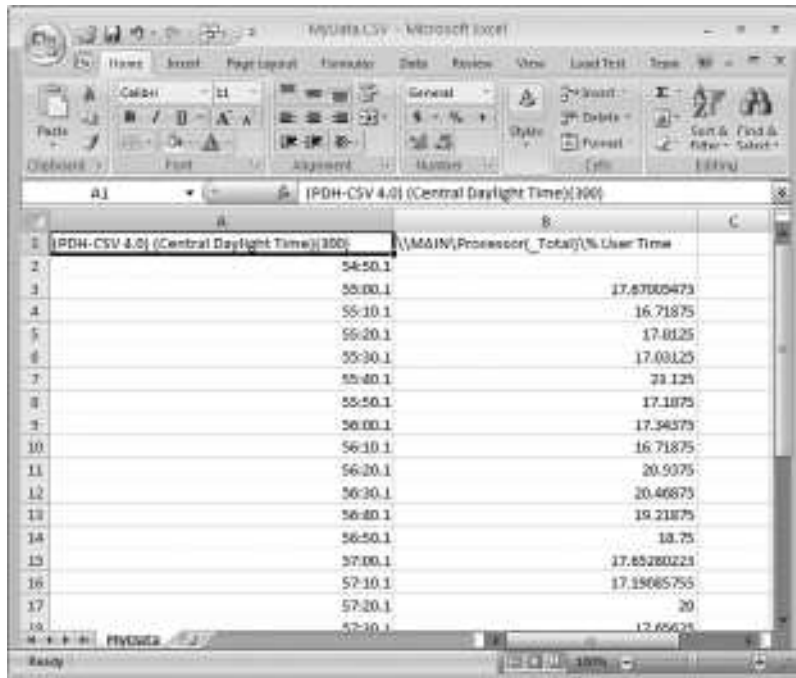 MyData.CSV - Microsoft Excel
Home Insert Page Layout Formulas Data Review View Load Test Team
Calibri 11 General Insert
Paste B I U A A $ % , Styles Delete Sort & Filter Find & Select
A Format
Clipboard Font Alignment Number Cells Editing
A1 (PDH-CSV 4.0) (Central Daylight Time)(300)
A B C
1 (PDH-CSV 4.0) (Central Daylight Time)(300) \\MAIN\Processor(_Total)\% User Time
2 54:50.1
3 55:00.1 17.67005473
4 55:10.1 16.71875
5 55:20.1 17.8125
6 55:30.1 17.03125
7 55:40.1 23.125
8 55:50.1 17.1875
9 56:00.1 17.34375
10 56:10.1 16.71875
11 56:20.1 20.9375
12 56:30.1 20.46875
13 56:40.1 19.21875
14 56:50.1 18.75
15 57:00.1 17.65280223
16 57:10.1 17.19085755
17 57:20.1 20
18 57:30.1 17.65625
MyData
Ready 100%